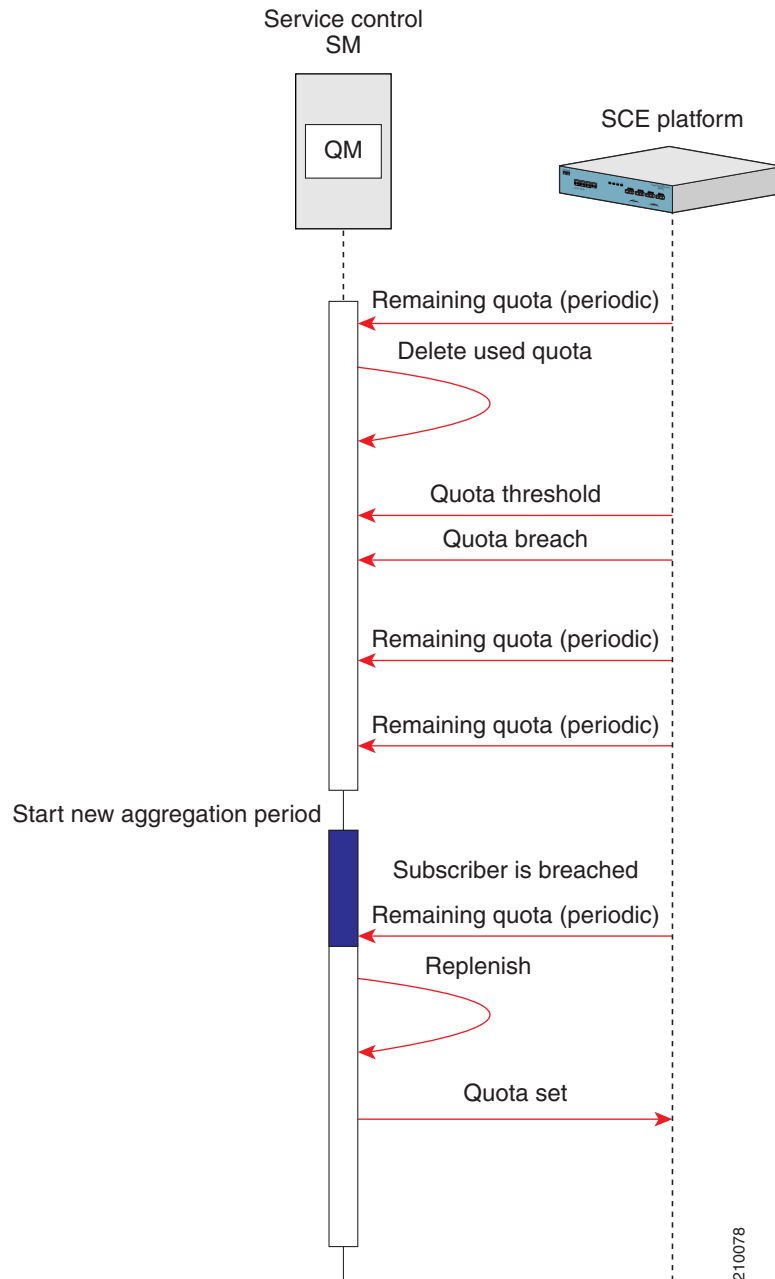 Service control
SM
QM
SCE platform
Remaining quota (periodic)
Delete used quota
Quota threshold
Quota breach
Remaining quota (periodic)
Remaining quota (periodic)
Start new aggregation period
Subscriber is breached
Remaining quota (periodic)
Replenish
Quota set
210078